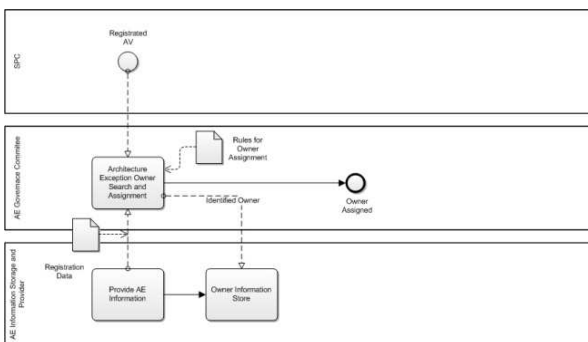 SPC
Registrated
AV
AE Governace Commitee
Architecture
Exception Owner
Search and
Assignment
Rules for
Owner
Assignment
Identified Owner
Owner
Assigned
AE Information Storage and
Provider
Registration
Data
Provide AE
Information
Owner Information
Store